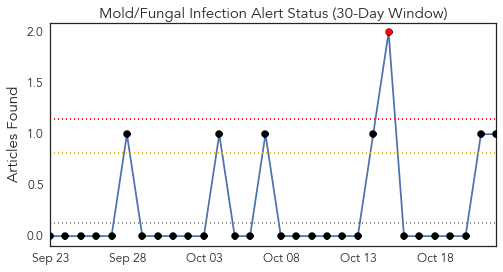 Mold/Fungal Infection Alert Status (30-Day Window)
Articles Found
2.0
1.5
1.0
0.5
0.0
Sep 23 Sep 28 Oct 03 Oct 08 Oct 13 Oct 18